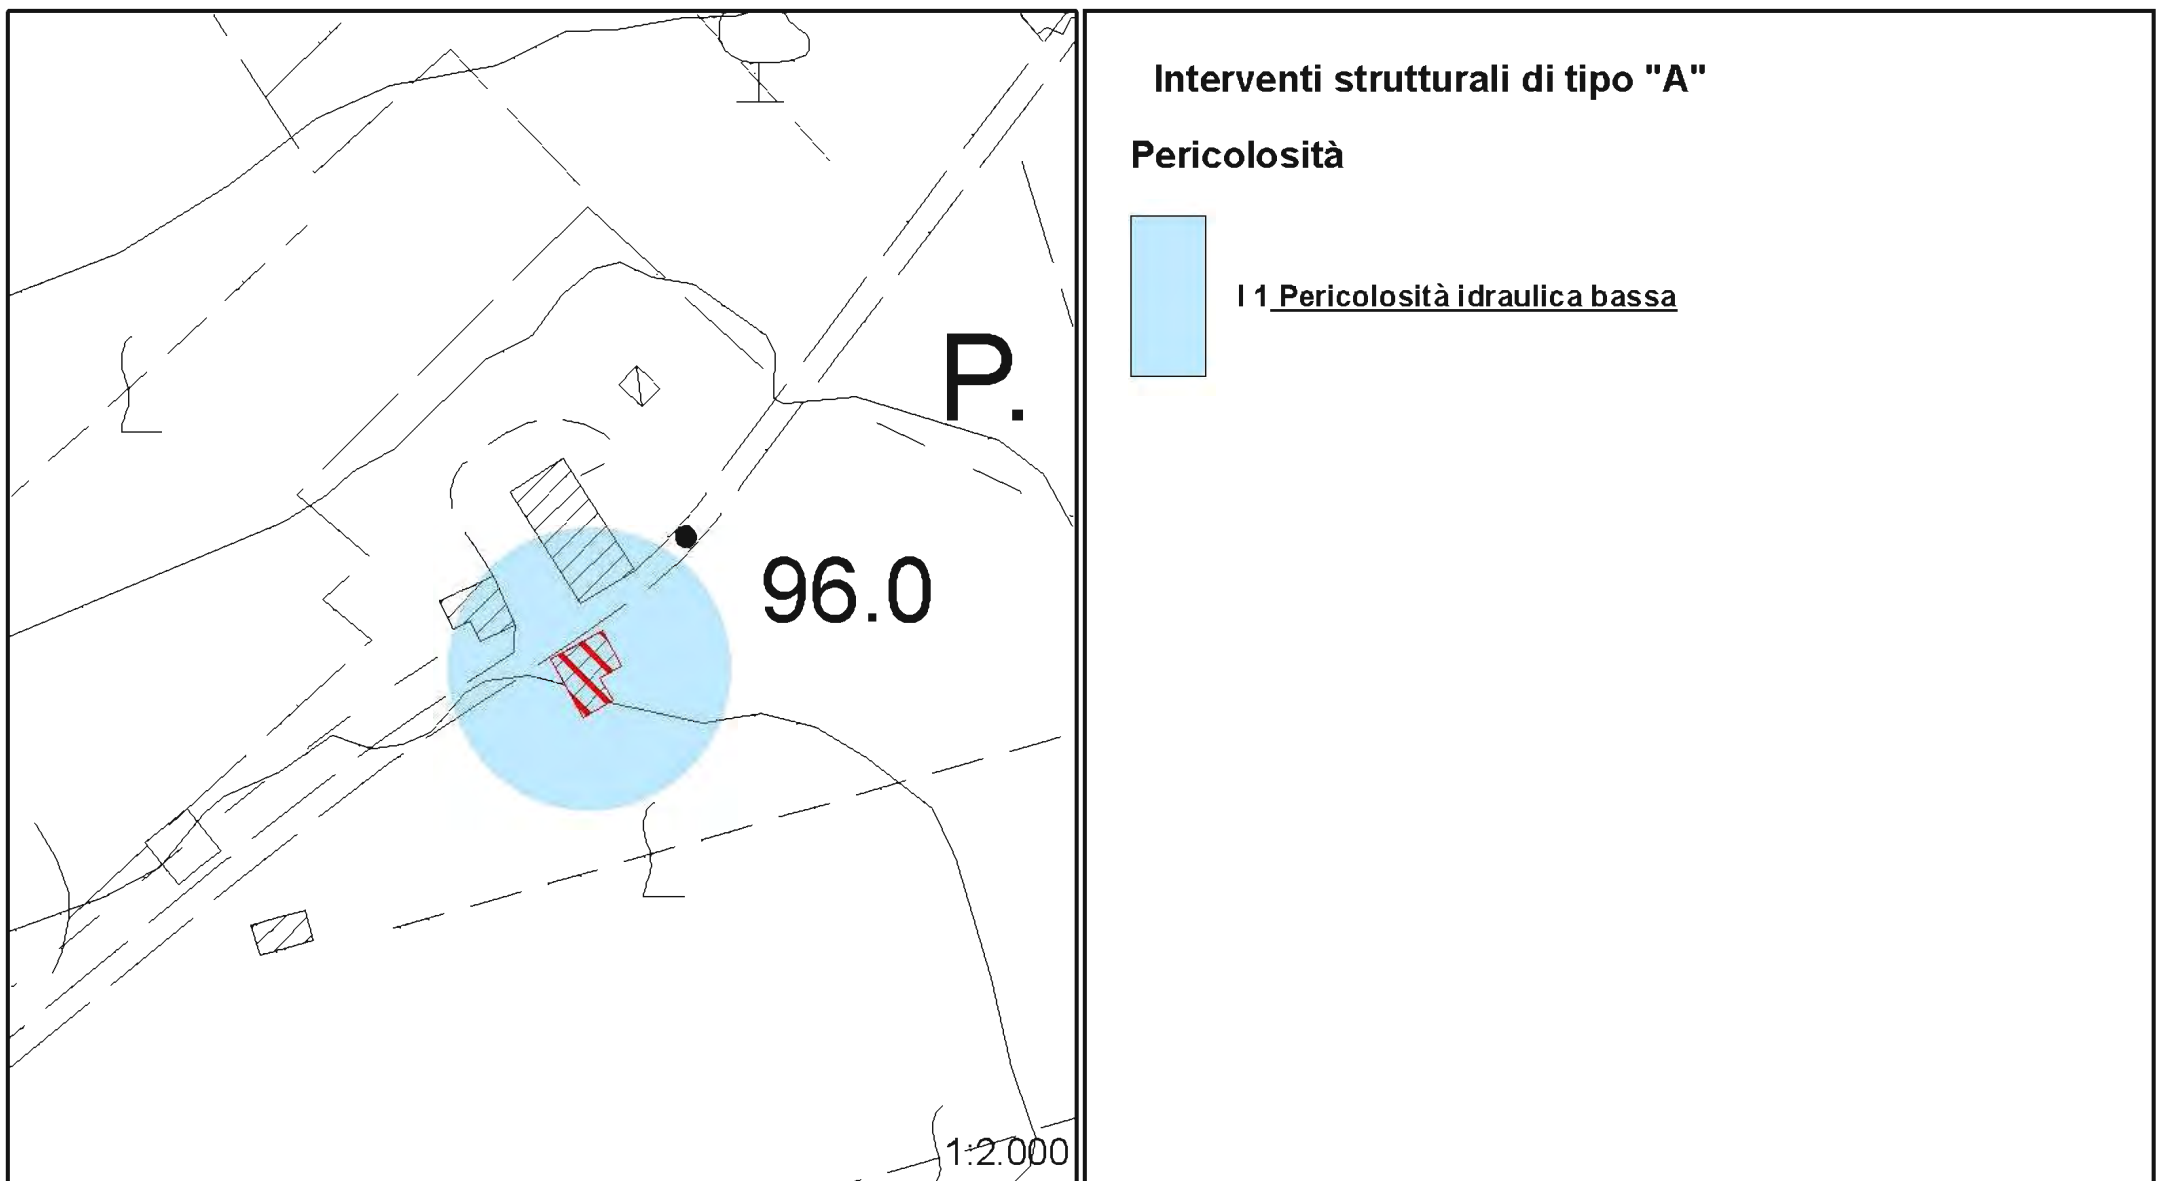 P.
96.0
1:2.000
Interventi strutturali di tipo "A"
Pericolosità
I 1 Pericolosità idraulica bassa